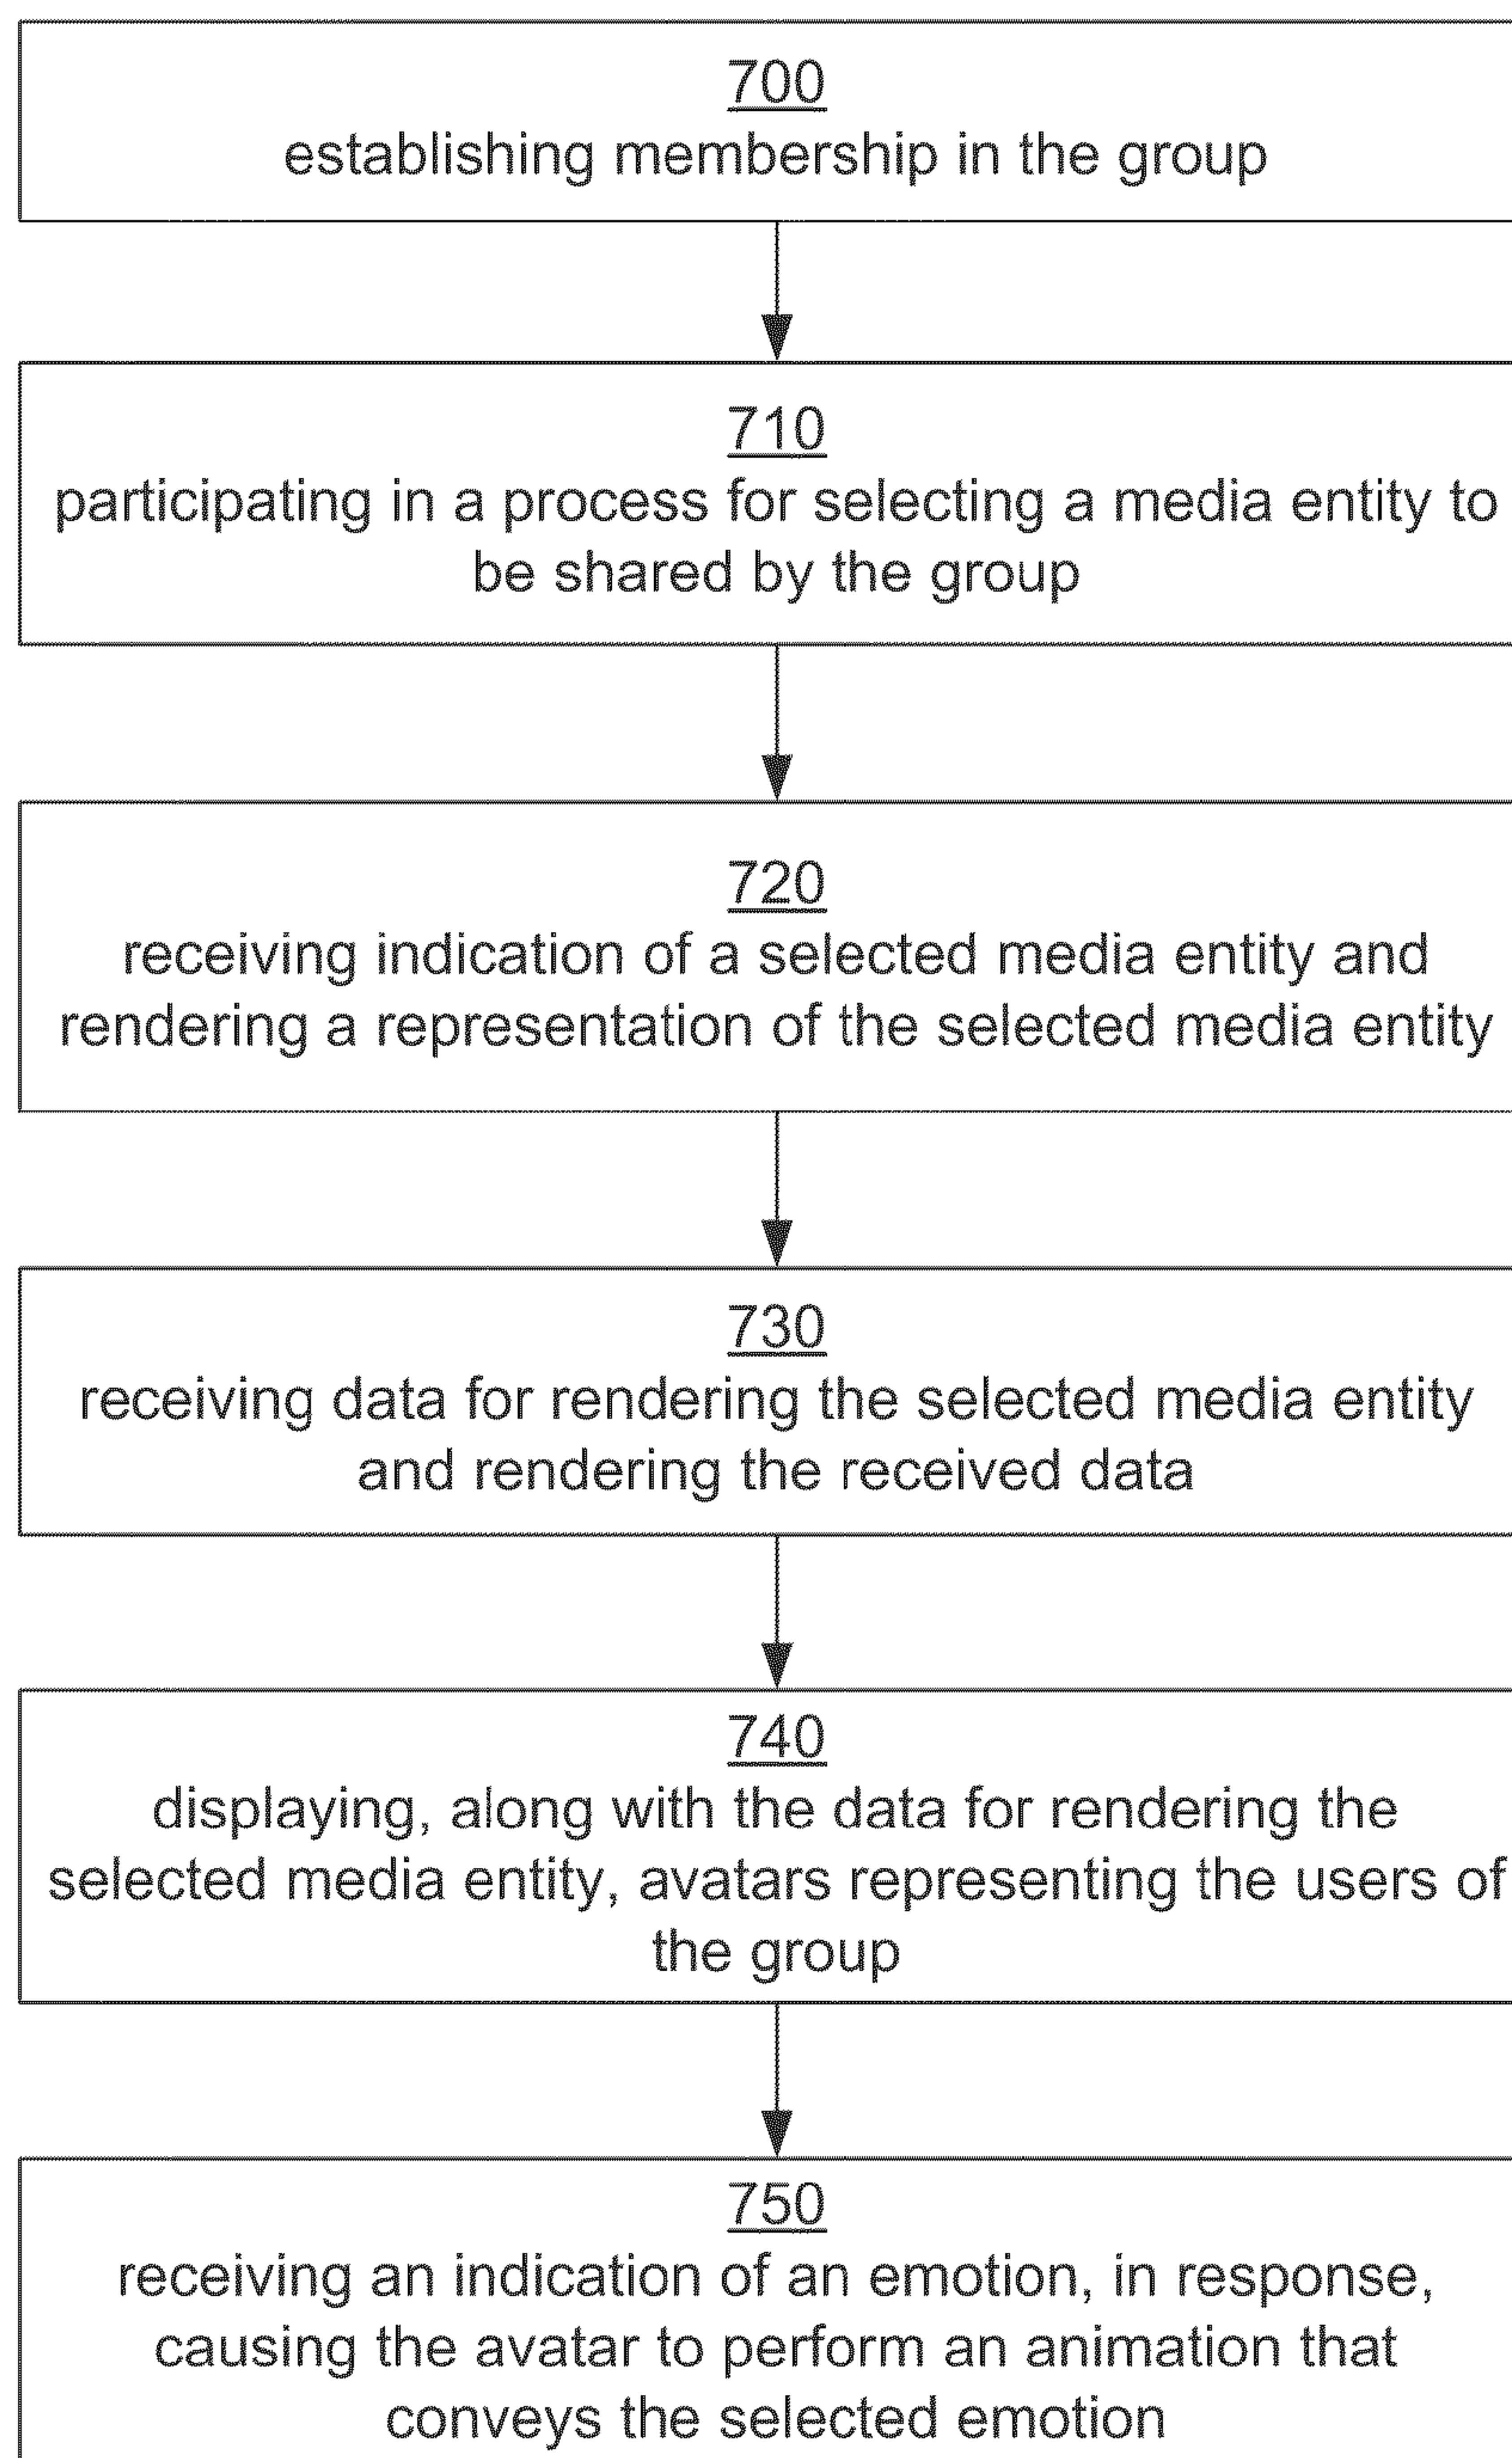 700
establishing membership in the group
710
participating in a process for selecting a media entity to
be shared by the group
720
receiving indication of a selected media entity and
rendering a representation of the selected media entity
730
receiving data for rendering the selected media entity
and rendering the received data
740
displaying, along with the data for rendering the
selected media entity, avatars representing the users of
the group
750
receiving an indication of an emotion, in response,
causing the avatar to perform an animation that
conveys the selected emotion